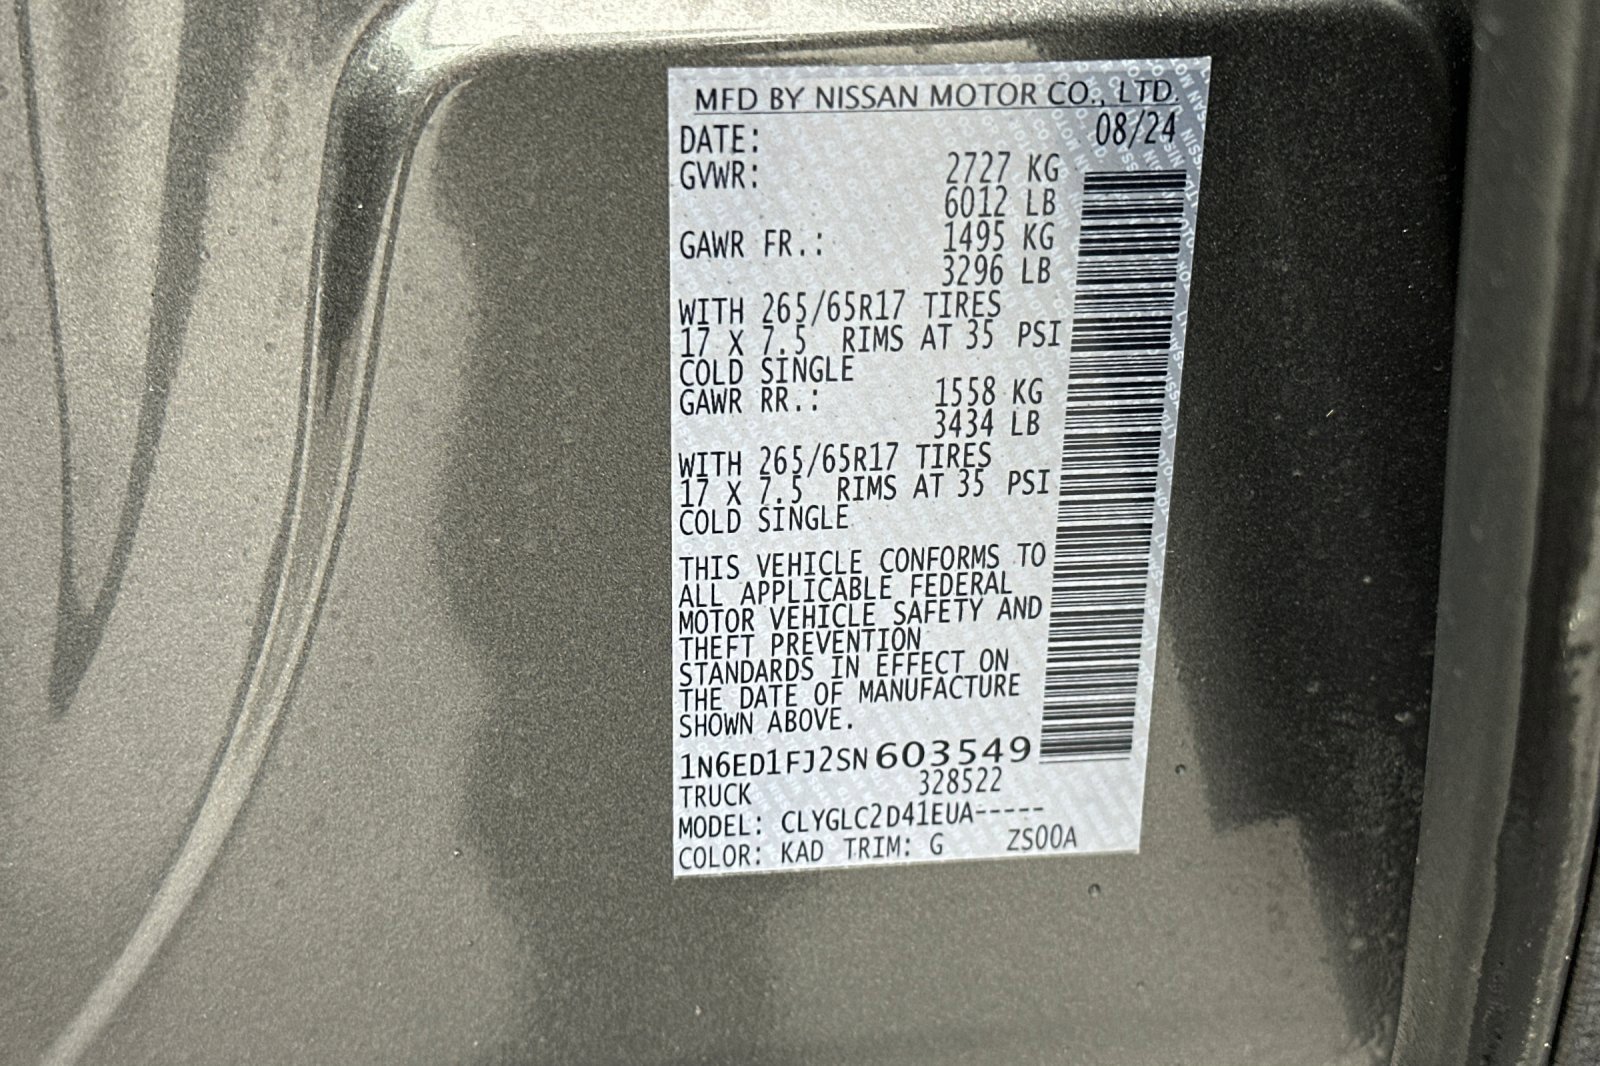 MFD BY NISSAN MOTOR CO., LTD.
DATE: 08/24
GVWR: 2727 KG
6012 LB
GAWR FR.: 1495 KG
3296 LB
WITH 265/65R17 TIRES
17 X 7.5 RIMS AT 35 PSI
COLD SINGLE
GAWR RR.: 1558 KG
3434 LB
WITH 265/65R17 TIRES
17 X 7.5 RIMS AT 35 PSI
COLD SINGLE
THIS VEHICLE CONFORMS TO
ALL APPLICABLE FEDERAL
MOTOR VEHICLE SAFETY AND
THEFT PREVENTION
STANDARDS IN EFFECT ON
THE DATE OF MANUFACTURE
SHOWN ABOVE.
1N6ED1FJ2SN603549
TRUCK 328522
MODEL: CLYGLC2D41EUA-----
COLOR: KAD TRIM: G ZS00A